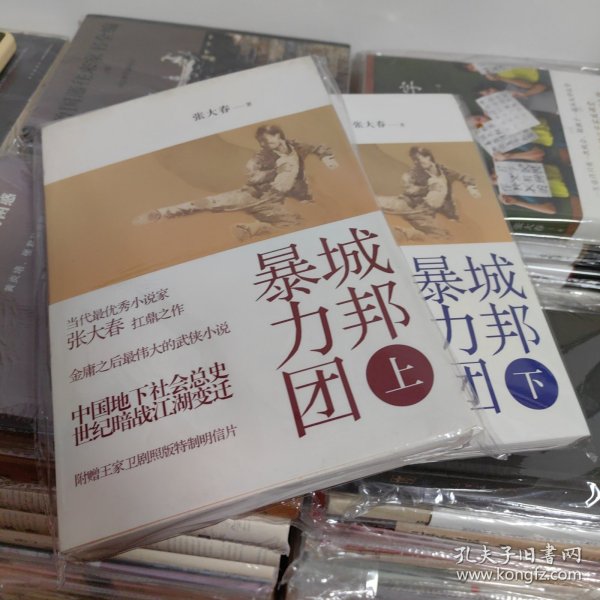 张大春 著
城邦
暴力团
上
当代最优秀小说家
张大春 扛鼎之作
金庸之后最伟大的武侠小说
中国地下社会总史
世纪暗战江湖变迁
附赠王家卫剧照版特制明信片
张大春 著
城邦
暴力团
下
孔夫子旧书网
www.kongfz.com